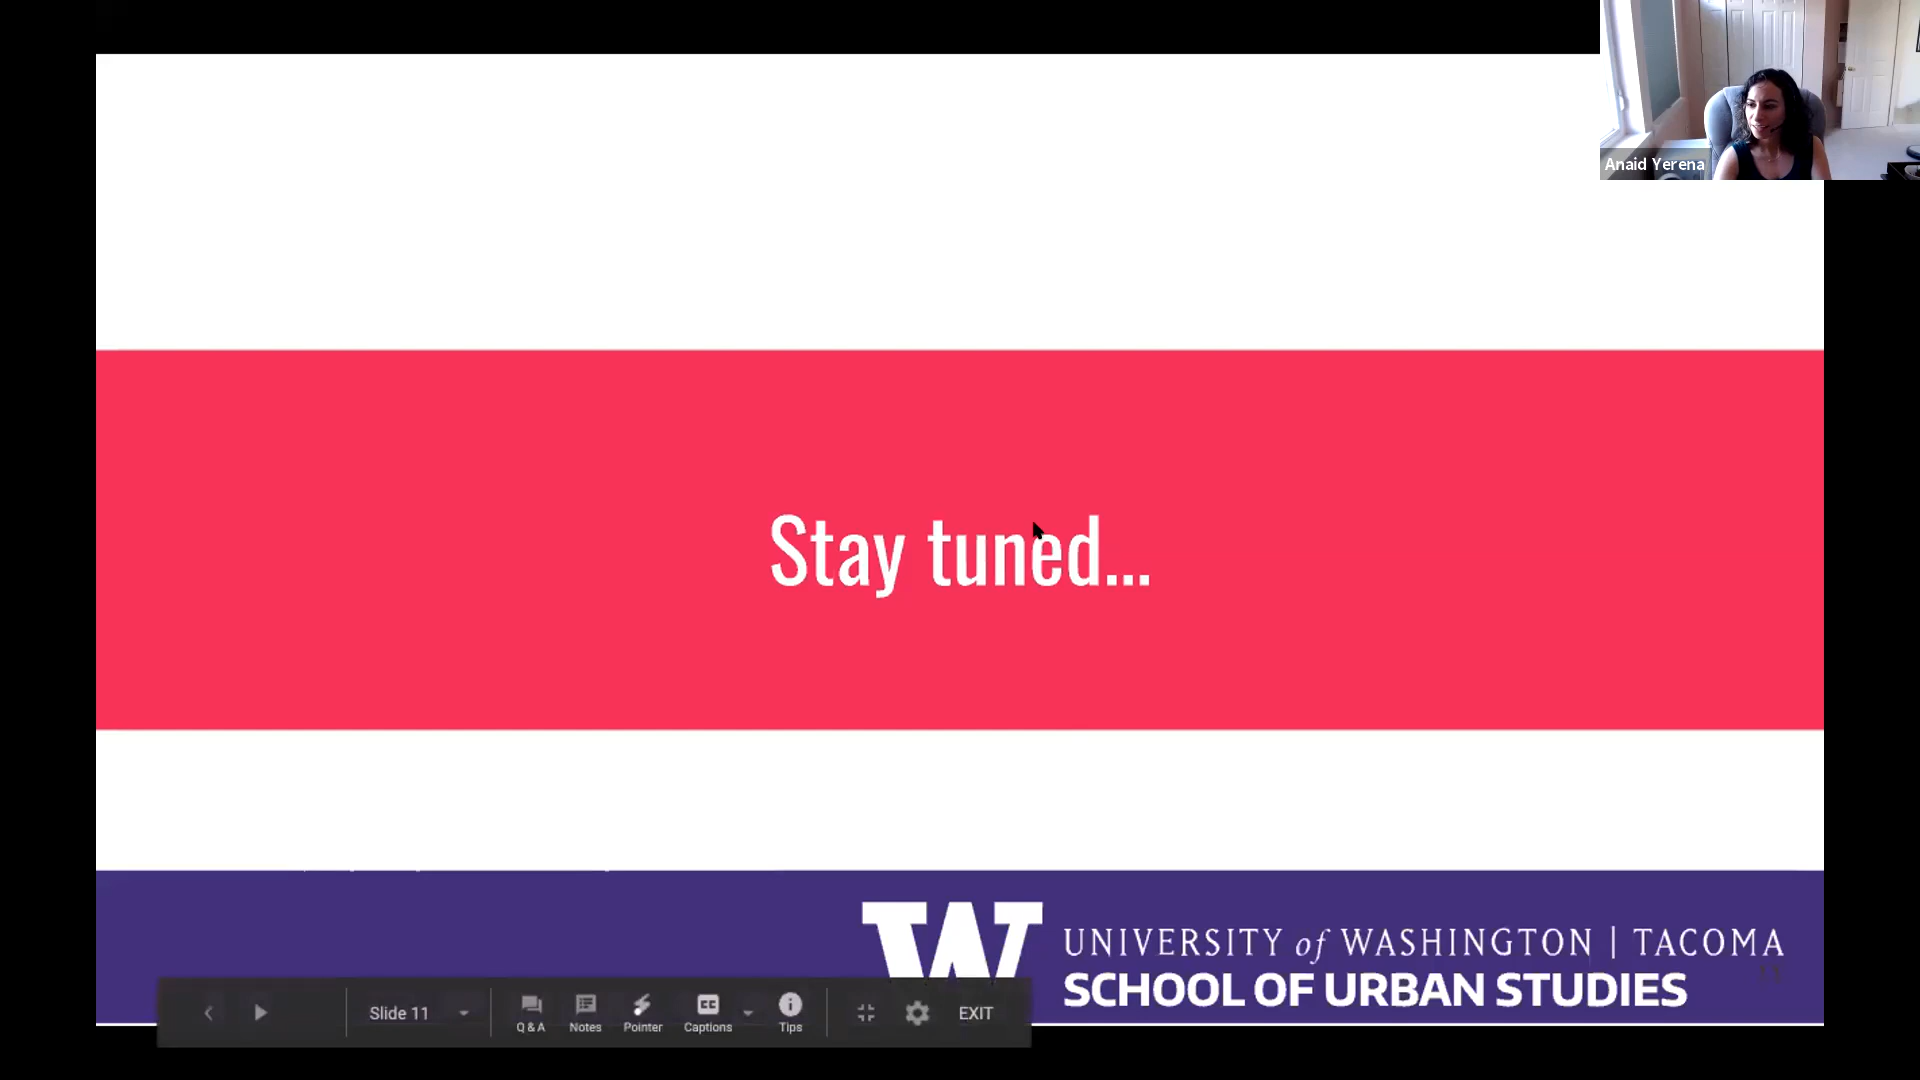 Anaid Yerena
Stay tuned...
W
UNIVERSITY of WASHINGTON | TACOMA
SCHOOL OF URBAN STUDIES
Slide 11
Q & A
Notes
Pointer
CC
Captions
Tips
EXIT